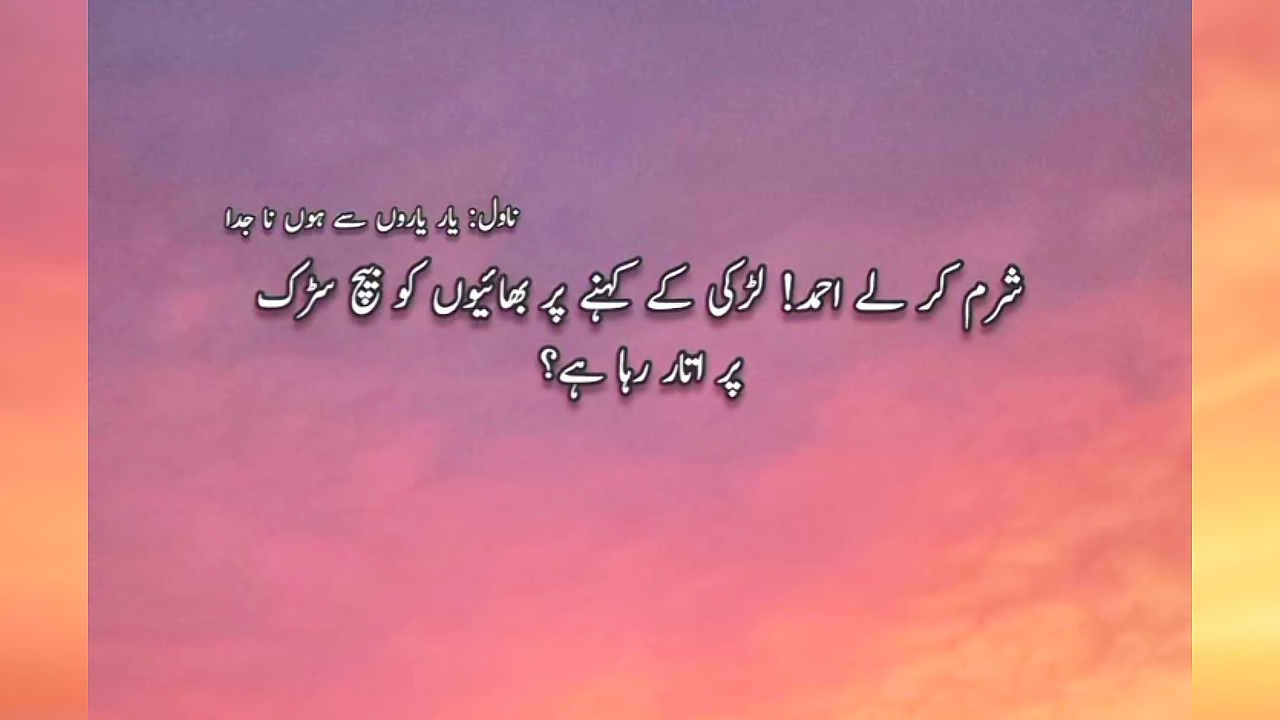 ناول: یار یاروں سے ہوں نا جدا
شرم کر لے احمد! لڑکی کے کہنے پر بھائیوں کو بیچ سڑک
پر اتار رہا ہے؟